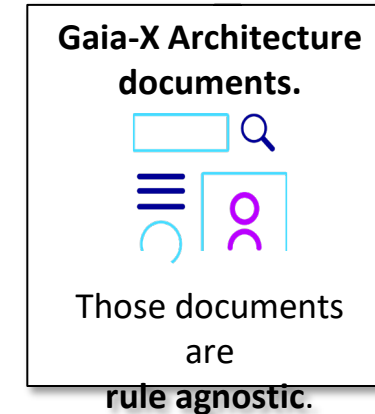 Gaia-X Architecture
documents.
Those documents
are
rule agnostic.